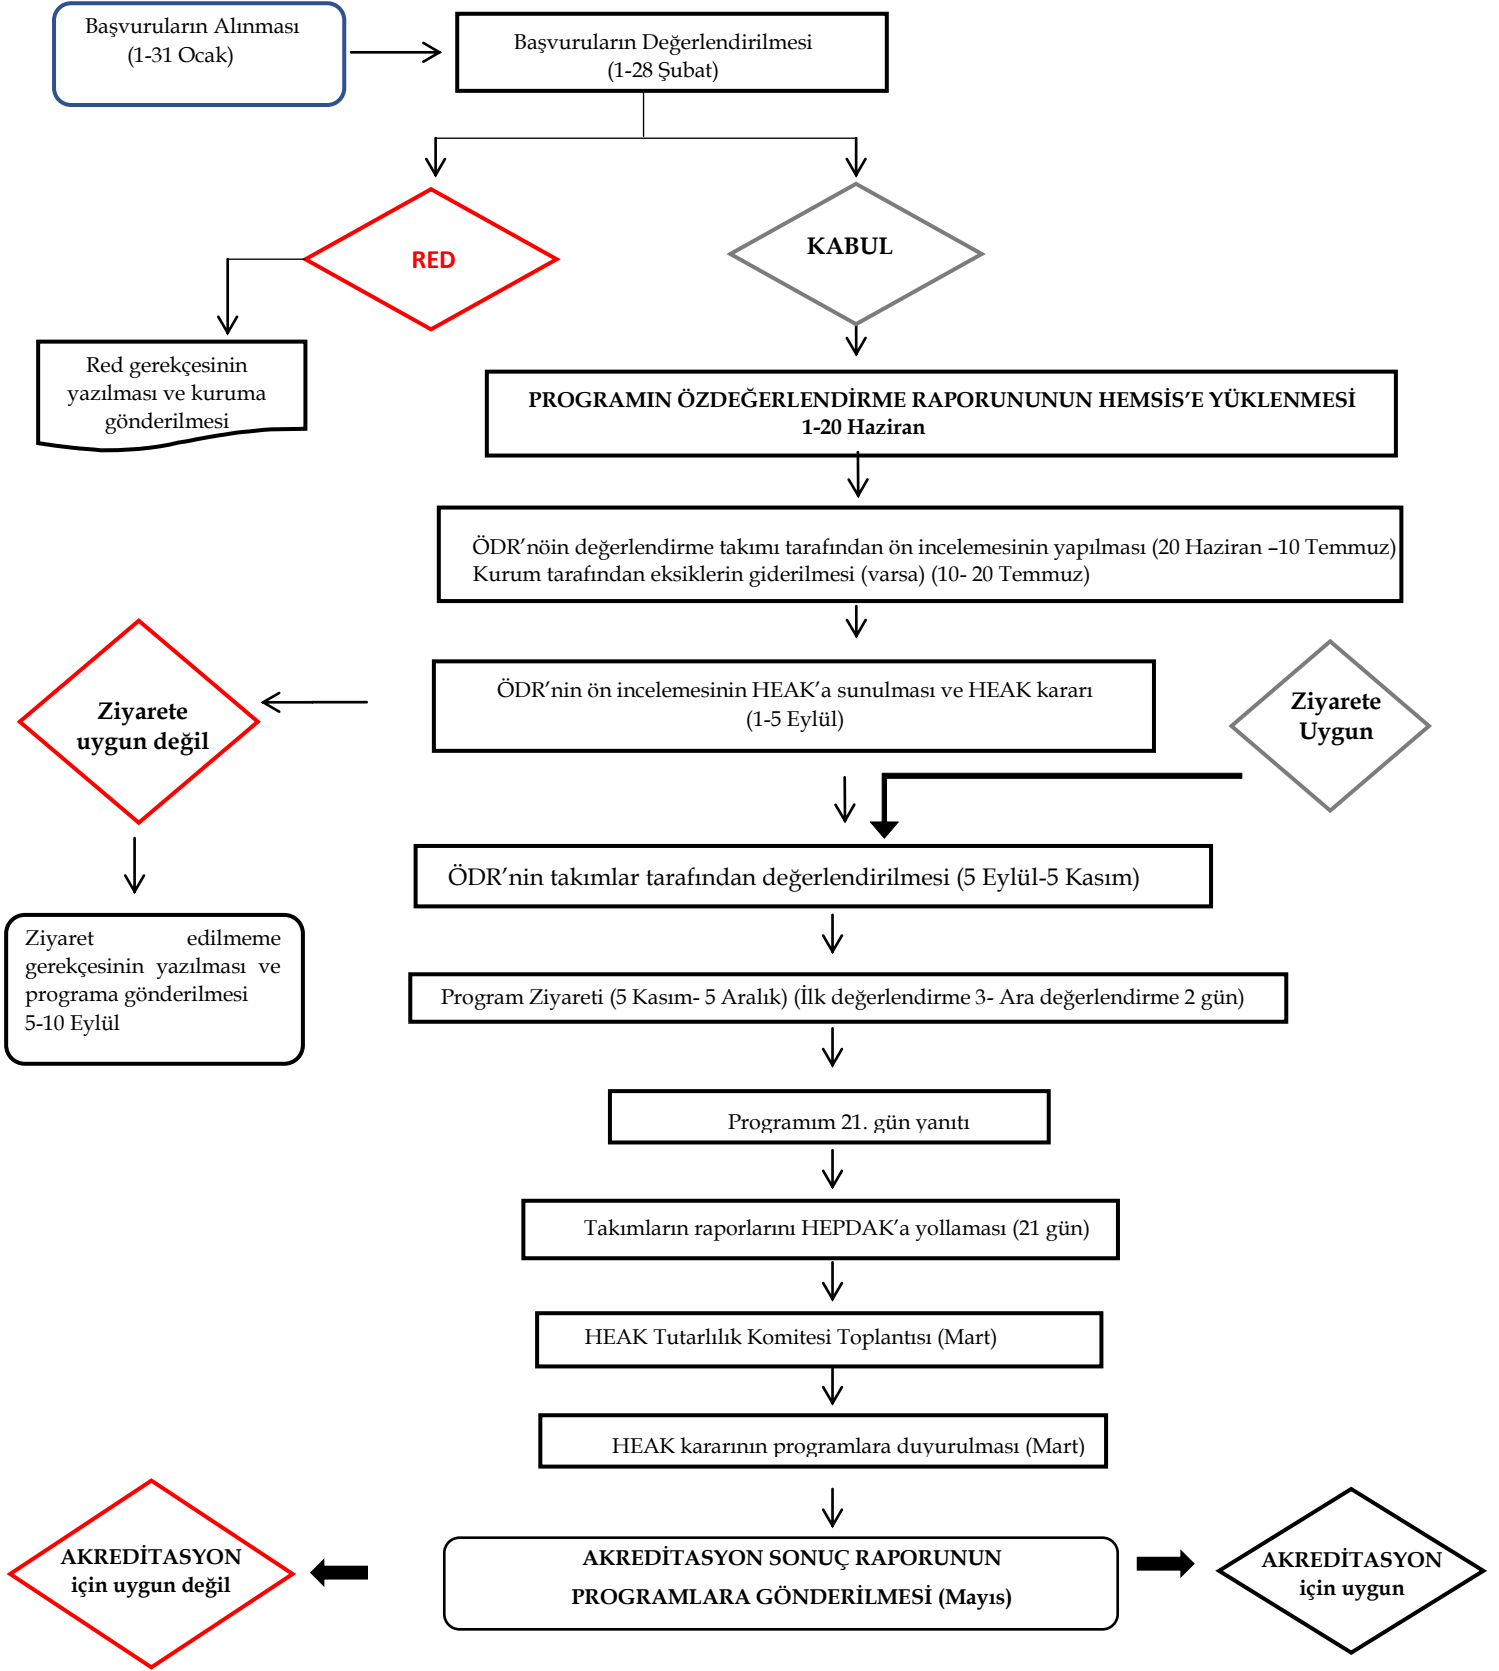 Başvuruların Alınması
(1-31 Ocak)
Başvuruların Değerlendirilmesi
(1-28 Şubat)
RED
KABUL
Red gerekçesinin
yazılması ve kuruma
gönderilmesi
PROGRAMIN ÖZDEĞERLENDİRME RAPORUNUNUN HEMSİS’E YÜKLENMESİ
1-20 Haziran
ÖDR’nöin değerlendirme takımı tarafından ön incelemesinin yapılması (20 Haziran –10 Temmuz)
Kurum tarafından eksiklerin giderilmesi (varsa) (10- 20 Temmuz)
Ziyarete
uygun değil
ÖDR’nin ön incelemesinin HEAK’a sunulması ve HEAK kararı
(1-5 Eylül)
Ziyarete
Uygun
ÖDR’nin takımlar tarafından değerlendirilmesi (5 Eylül-5 Kasım)
Ziyaret edilmeme
gerekçesinin yazılması ve
programa gönderilmesi
5-10 Eylül
Program Ziyareti (5 Kasım- 5 Aralık) (İlk değerlendirme 3- Ara değerlendirme 2 gün)
Programım 21. gün yanıtı
Takımların raporlarını HEPDAK’a yollaması (21 gün)
HEAK Tutarlılık Komitesi Toplantısı (Mart)
HEAK kararının programlara duyurulması (Mart)
AKREDİTASYON
için uygun değil
AKREDİTASYON SONUÇ RAPORUNUN
PROGRAMLARA GÖNDERİLMESİ (Mayıs)
AKREDİTASYON
için uygun